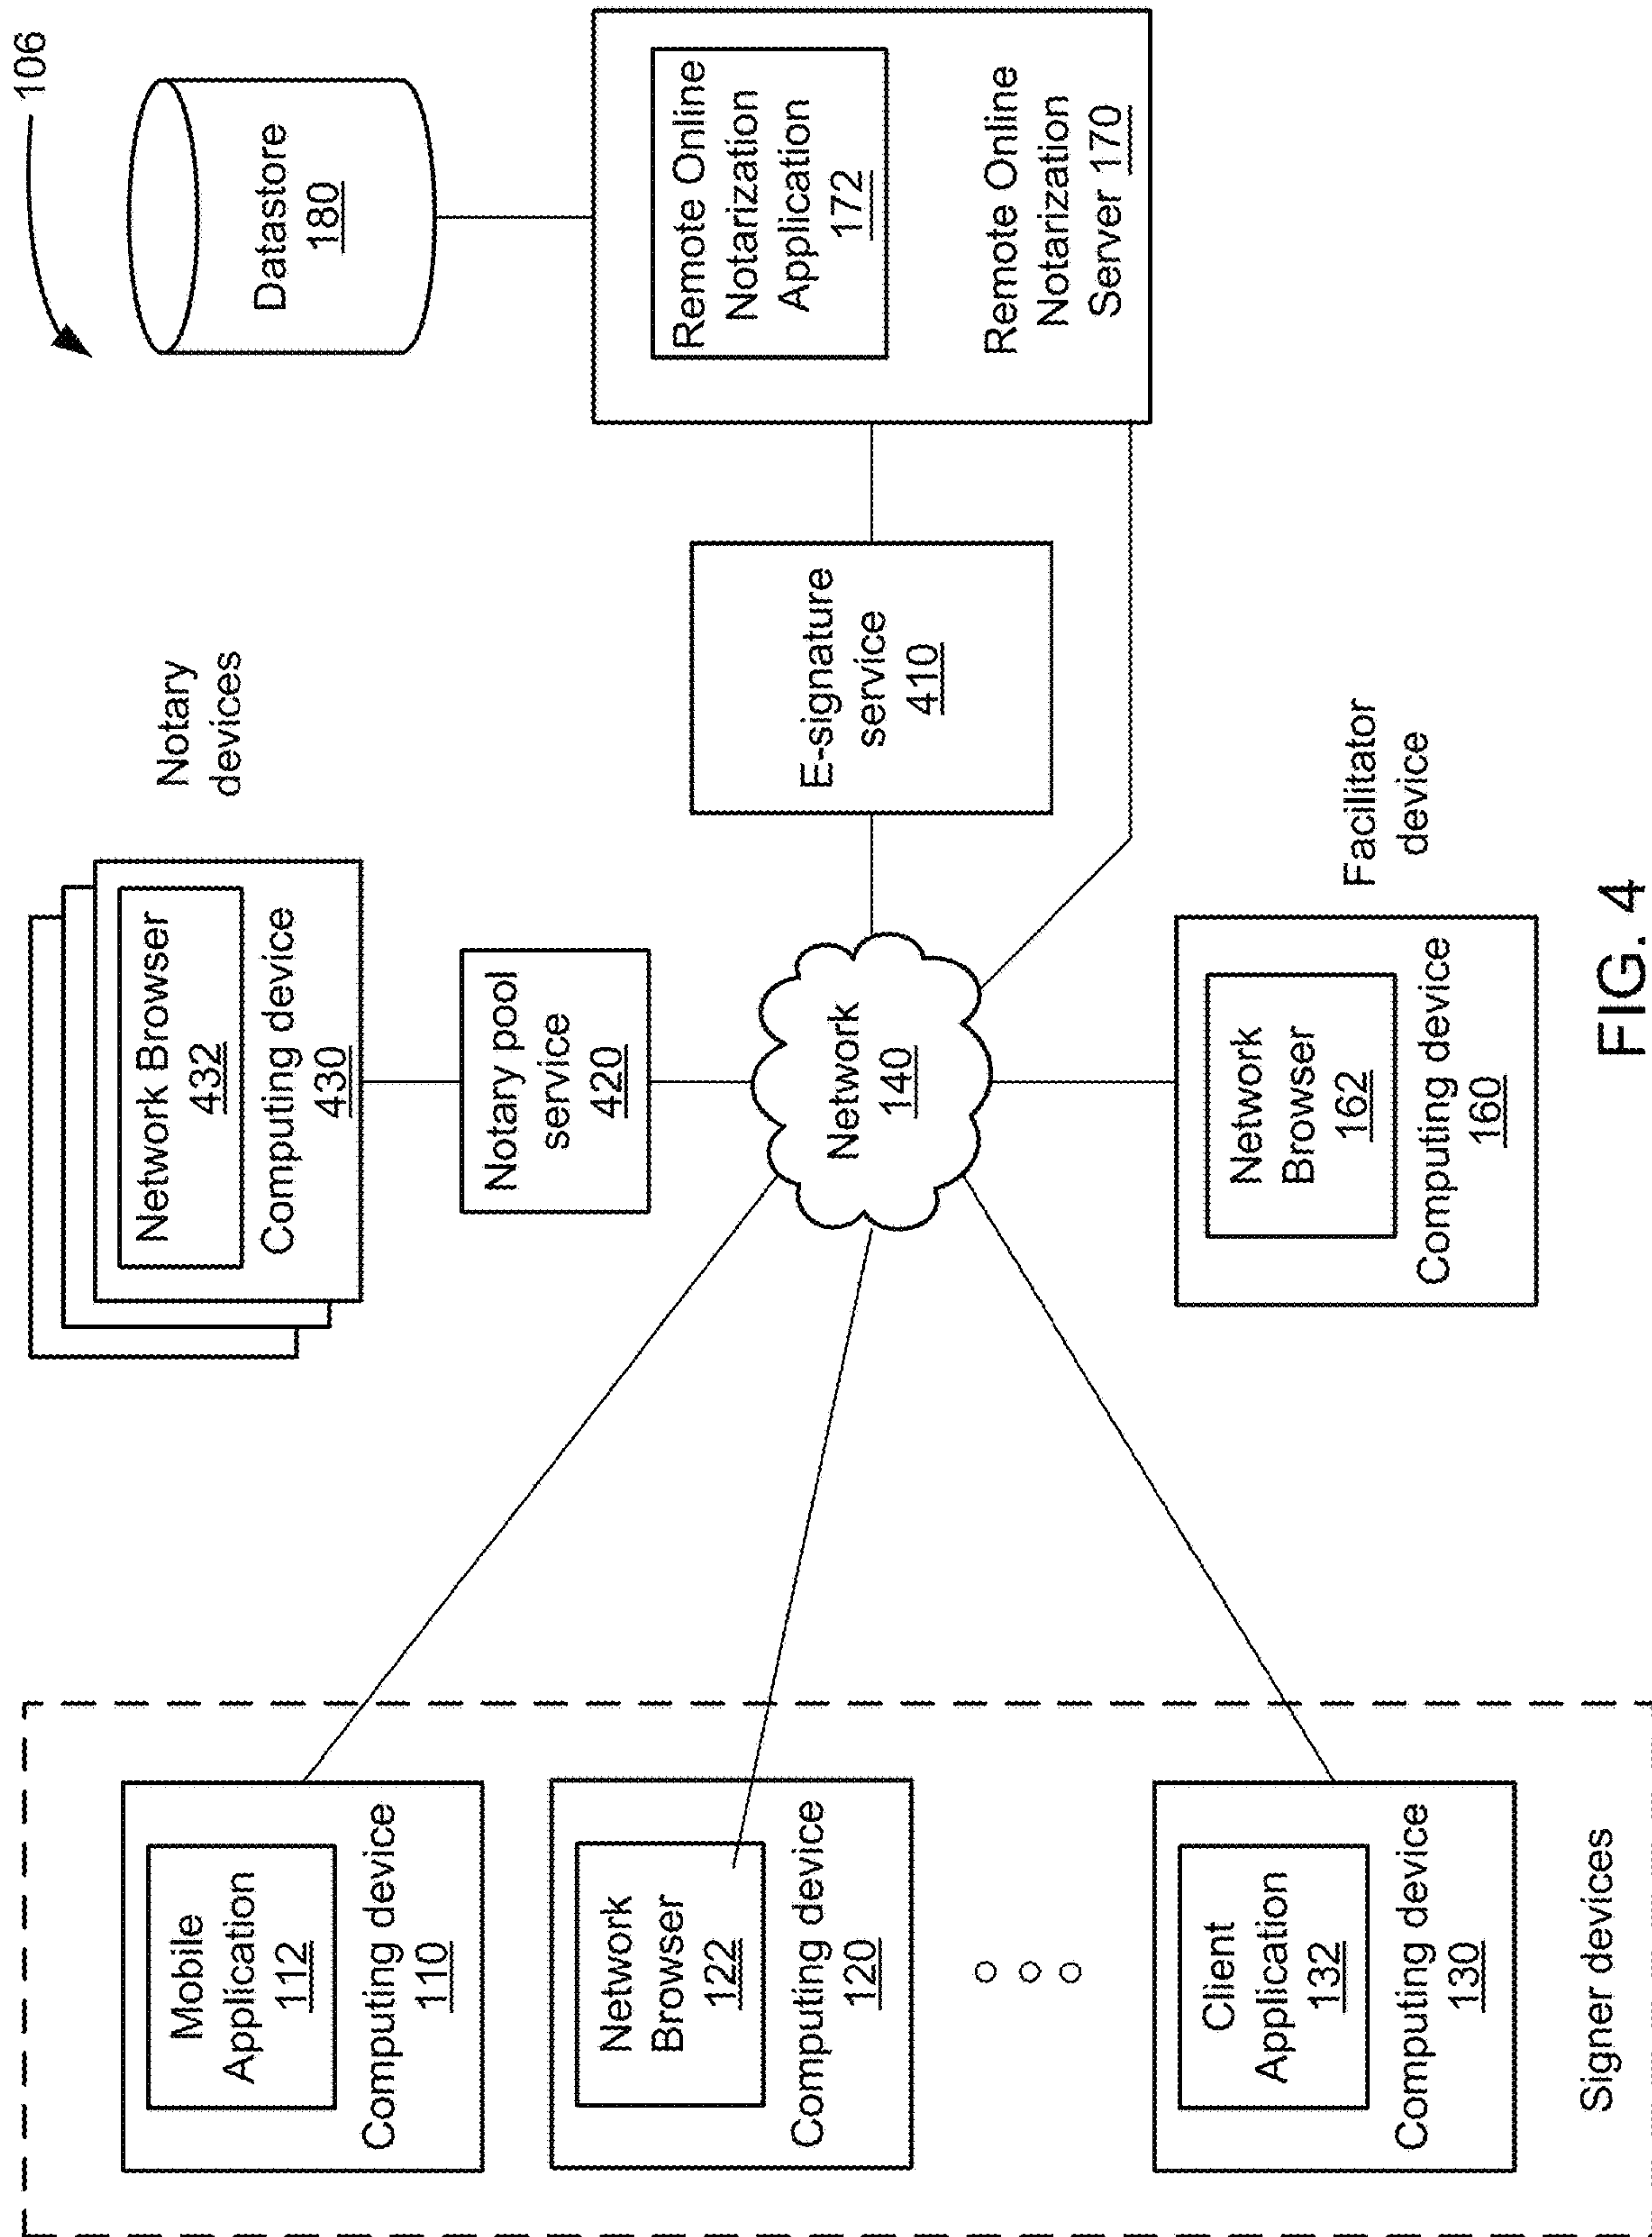 106
Signer devices
Mobile
Application
112
Computing device
110
Network
Browser
122
Computing device
120
Client
Application
132
Computing device
130
Notary
devices
Network Browser
432
Computing device
430
Notary pool
service
420
Network
140
Network
Browser
162
Computing device
160
Facilitator
device
E-signature
service
410
Datastore
180
Remote Online
Notarization
Application
172
Remote Online
Notarization
Server 170
FIG. 4